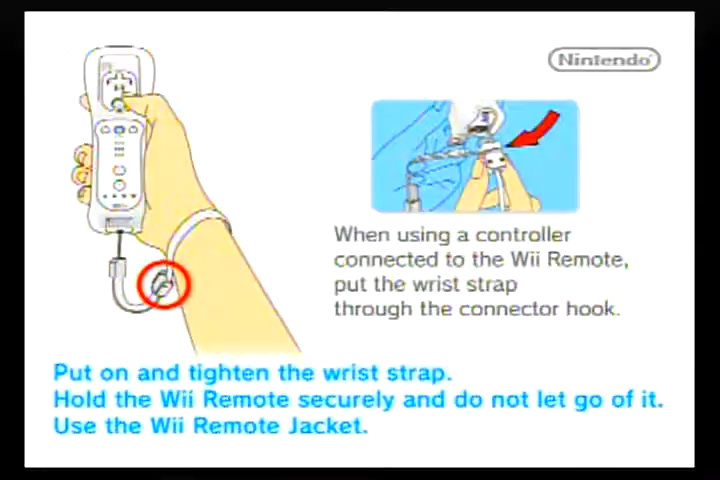 Nintendo
When using a controller
connected to the Wii Remote,
put the wrist strap
through the connector hook.
Put on and tighten the wrist strap.
Hold the Wii Remote securely and do not let go of it.
Use the Wii Remote Jacket.